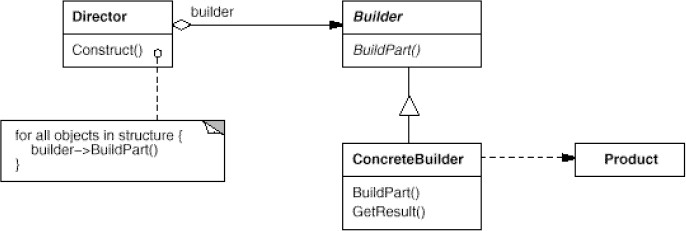 Director
builder
Builder
Construct()
BuildPart()
for all objects in structure {
builder->BuildPart()
}
ConcreteBuilder
Product
BuildPart()
GetResult()